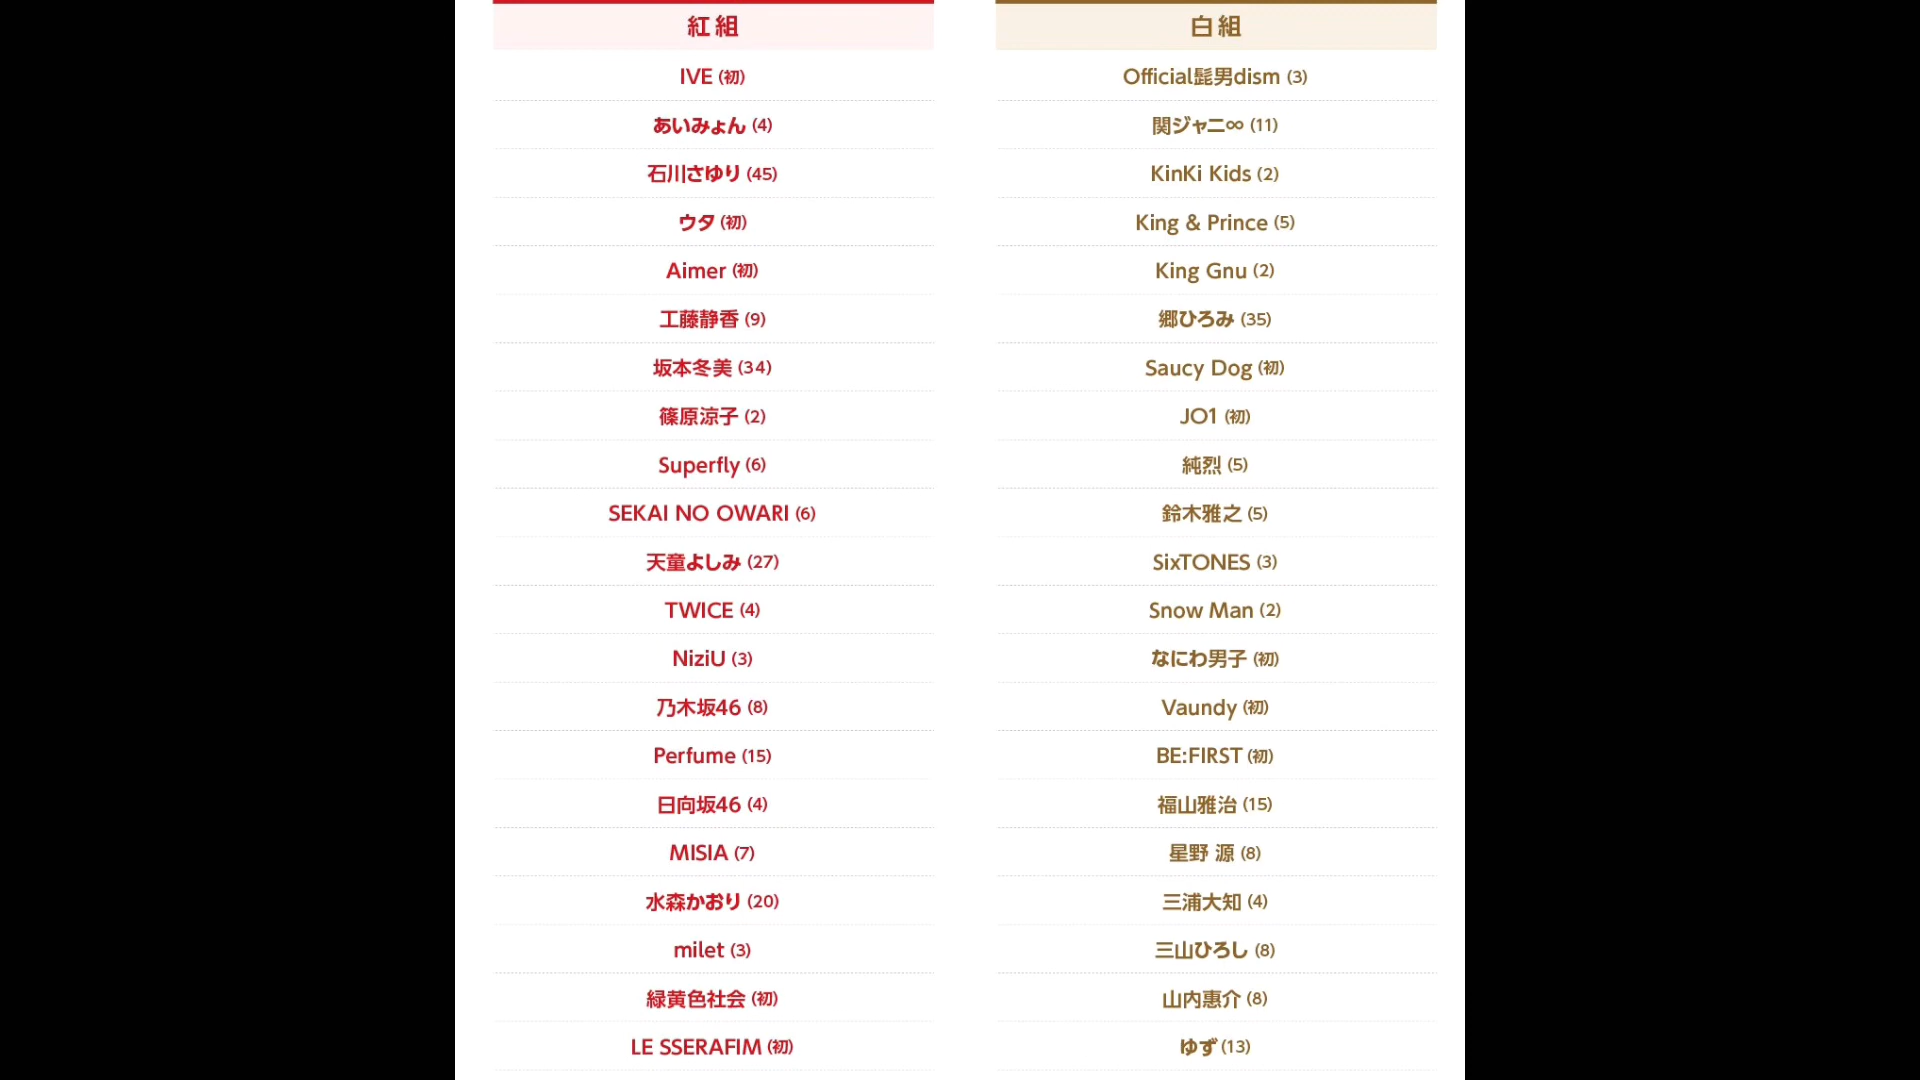 紅組
IVE (初)
あいみょん (4)
石川さゆり (45)
ウタ (初)
Aimer (初)
工藤静香 (9)
坂本冬美 (34)
篠原涼子 (2)
Superfly (6)
SEKAI NO OWARI (6)
天童よしみ (27)
TWICE (4)
NiziU (3)
乃木坂46 (8)
Perfume (15)
日向坂46 (4)
MISIA (7)
水森かおり (20)
milet (3)
緑黄色社会 (初)
LE SSERAFIM (初)
白組
Official髭男dism (3)
関ジャニ∞ (11)
KinKi Kids (2)
King & Prince (5)
King Gnu (2)
郷ひろみ (35)
Saucy Dog (初)
JO1 (初)
純烈 (5)
鈴木雅之 (5)
SixTONES (3)
Snow Man (2)
なにわ男子 (初)
Vaundy (初)
BE:FIRST (初)
福山雅治 (15)
星野 源 (8)
三浦大知 (4)
三山ひろし (8)
山内惠介 (8)
ゆず (13)